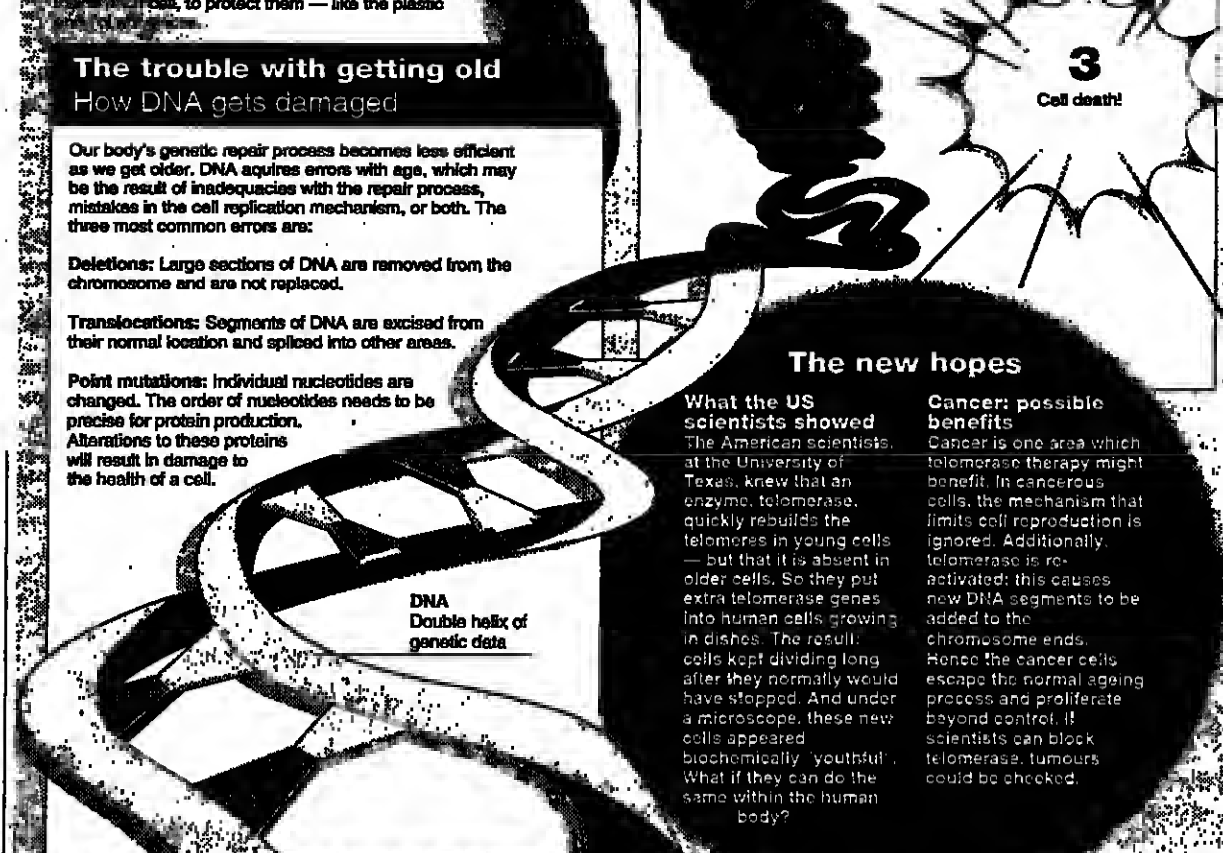 cell, to protect them — like the plastic
The trouble with getting old
How DNA gets damaged
Our body's genetic repair process becomes less efficient
as we get older. DNA aquires errors with age, which may
be the result of inadequacies with the repair process,
mistakes in the cell replication mechanism, or both. The
three most common errors are:
Deletions: Large sections of DNA are removed from the
chromosome and are not replaced.
Translocations: Segments of DNA are excised from
their normal location and spliced into other areas.
Point mutations: Individual nucleotides are
changed. The order of nucleotides needs to be
precise for protein production.
Alterations to these proteins
will result in damage to
the health of a cell.
DNA
Double helix of
genetic data
3
Cell death!
The new hopes
What the US
scientists showed
The American scientists,
at the University of
Texas, knew that an
enzyme, telomerase,
quickly rebuilds the
telomeres in young cells
— but that it is absent in
older cells. So they put
extra telomerase genes
into human cells growing
in dishes. The result:
cells kept dividing long
after they normally would
have stopped. And under
a microscope, these new
cells appeared
biochemically 'youthful'.
What if they can do the
same within the human
body?
Cancer: possible
benefits
Cancer is one area which
telomerase therapy might
benefit. In cancerous
cells, the mechanism that
limits cell reproduction is
ignored. Additionally,
telomerase is re-
activated: this causes
new DNA segments to be
added to the
chromosome ends.
Hence the cancer cells
escape the normal ageing
process and proliferate
beyond control. If
scientists can block
telomerase, tumours
could be checked.